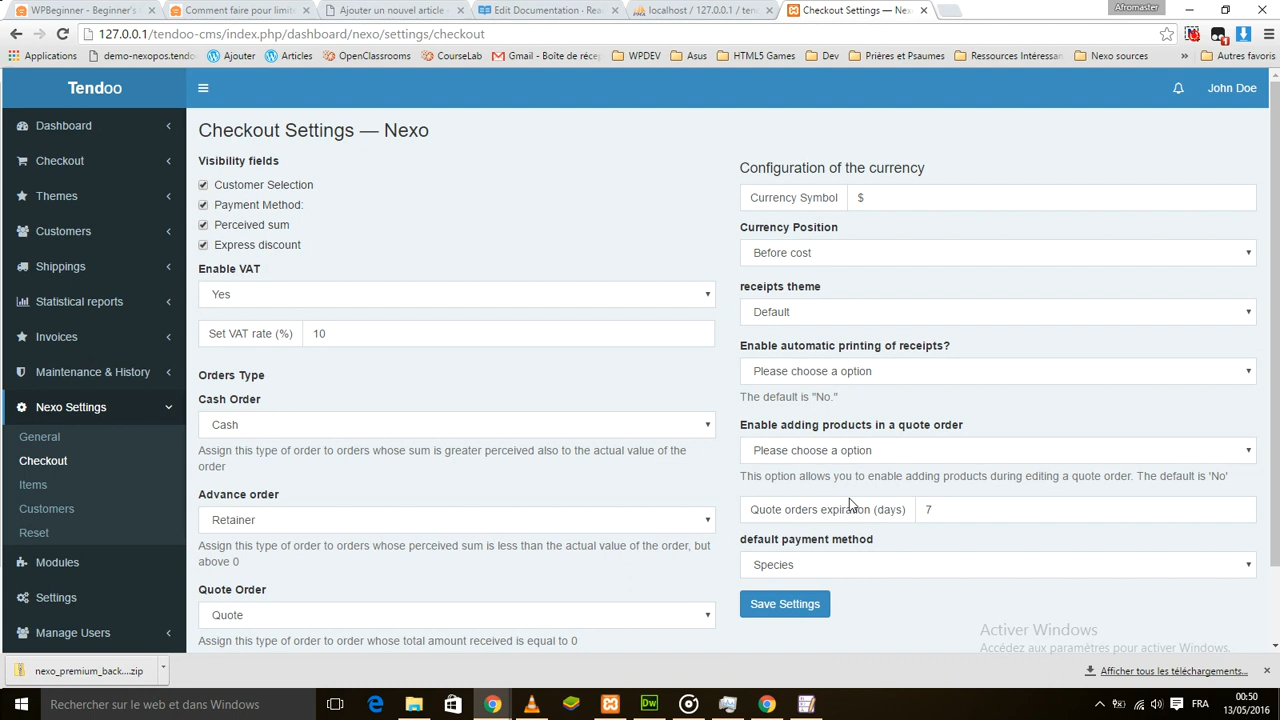 WPBeginner - Beginner's
Comment faire pour limite
Ajouter un nouvel article
Edit Documentation - Rea
localhost / 127.0.0.1 / tend
Checkout Settings — Nex
Afromaster
127.0.0.1/tendoo-cms/index.php/dashboard/nexo/settings/checkout
Applications
demo-nexopos.tendo
Ajouter
Articles
OpenClassrooms
CourseLab
Gmail - Boîte de récep
WPDEV
Asus
HTML5 Games
Dev
Prières et Psaumes
Ressources Intéressan
Nexo sources
»
Autres favoris
Tendoo
John Doe
Dashboard
Checkout
Themes
Customers
Shippings
Statistical reports
Invoices
Maintenance & History
Nexo Settings
General
Checkout
Items
Customers
Reset
Modules
Settings
Manage Users
Checkout Settings — Nexo
Visibility fields
Customer Selection
Payment Method:
Perceived sum
Express discount
Enable VAT
Yes
Set VAT rate (%) 10
Orders Type
Cash Order
Cash
Assign this type of order to orders whose sum is greater perceived also to the actual value of the
order
Advance order
Retainer
Assign this type of order to orders whose perceived sum is less than the actual value of the order, but
above 0
Quote Order
Quote
Assign this type of order to order whose total amount received is equal to 0
Configuration of the currency
Currency Symbol $
Currency Position
Before cost
receipts theme
Default
Enable automatic printing of receipts?
Please choose a option
The default is "No."
Enable adding products in a quote order
Please choose a option
This option allows you to enable adding products during editing a quote order. The default is 'No'
Quote orders expiration (days) 7
default payment method
Species
Save Settings
Activer Windows
Accédez aux paramètres pour activer Windows.
nexo_premium_back....zip
Afficher tous les téléchargements...
Rechercher sur le web et dans Windows
FRA
00:50
13/05/2016